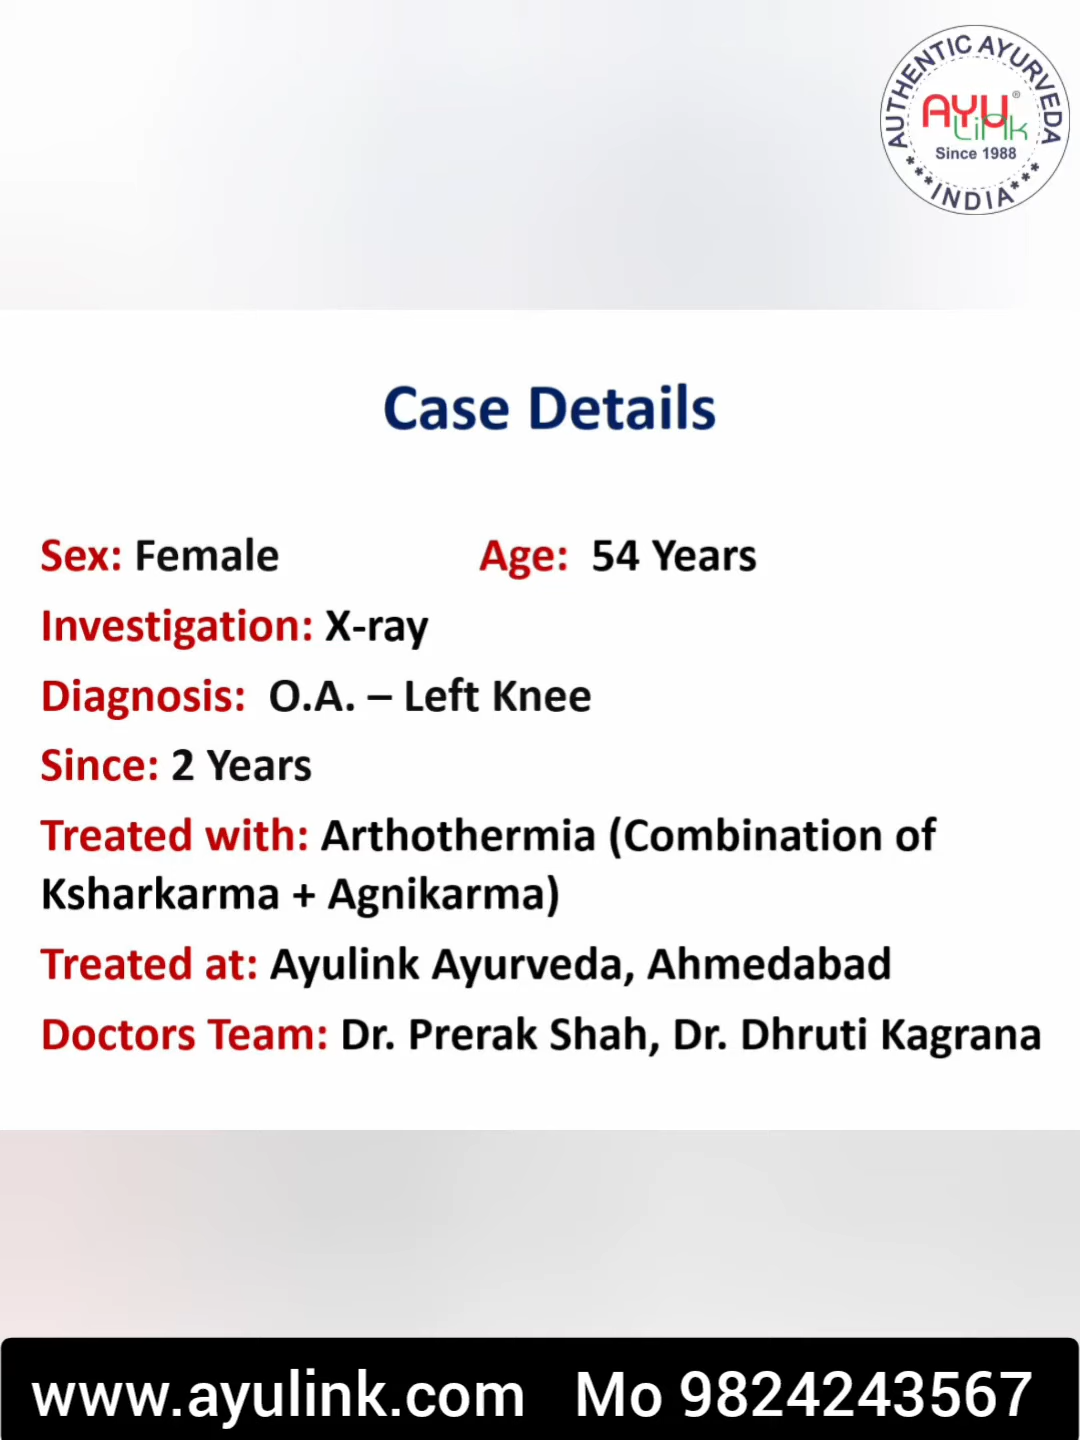 AUTHENTIC AYURVEDA
AYU®
Link
Since 1988
***INDIA***
Case Details
Sex: Female Age: 54 Years
Investigation: X-ray
Diagnosis: O.A. – Left Knee
Since: 2 Years
Treated with: Arthothermia (Combination of
Ksharkarma + Agnikarma)
Treated at: Ayulink Ayurveda, Ahmedabad
Doctors Team: Dr. Prerak Shah, Dr. Dhruti Kagrana
www.ayulink.com Mo 9824243567